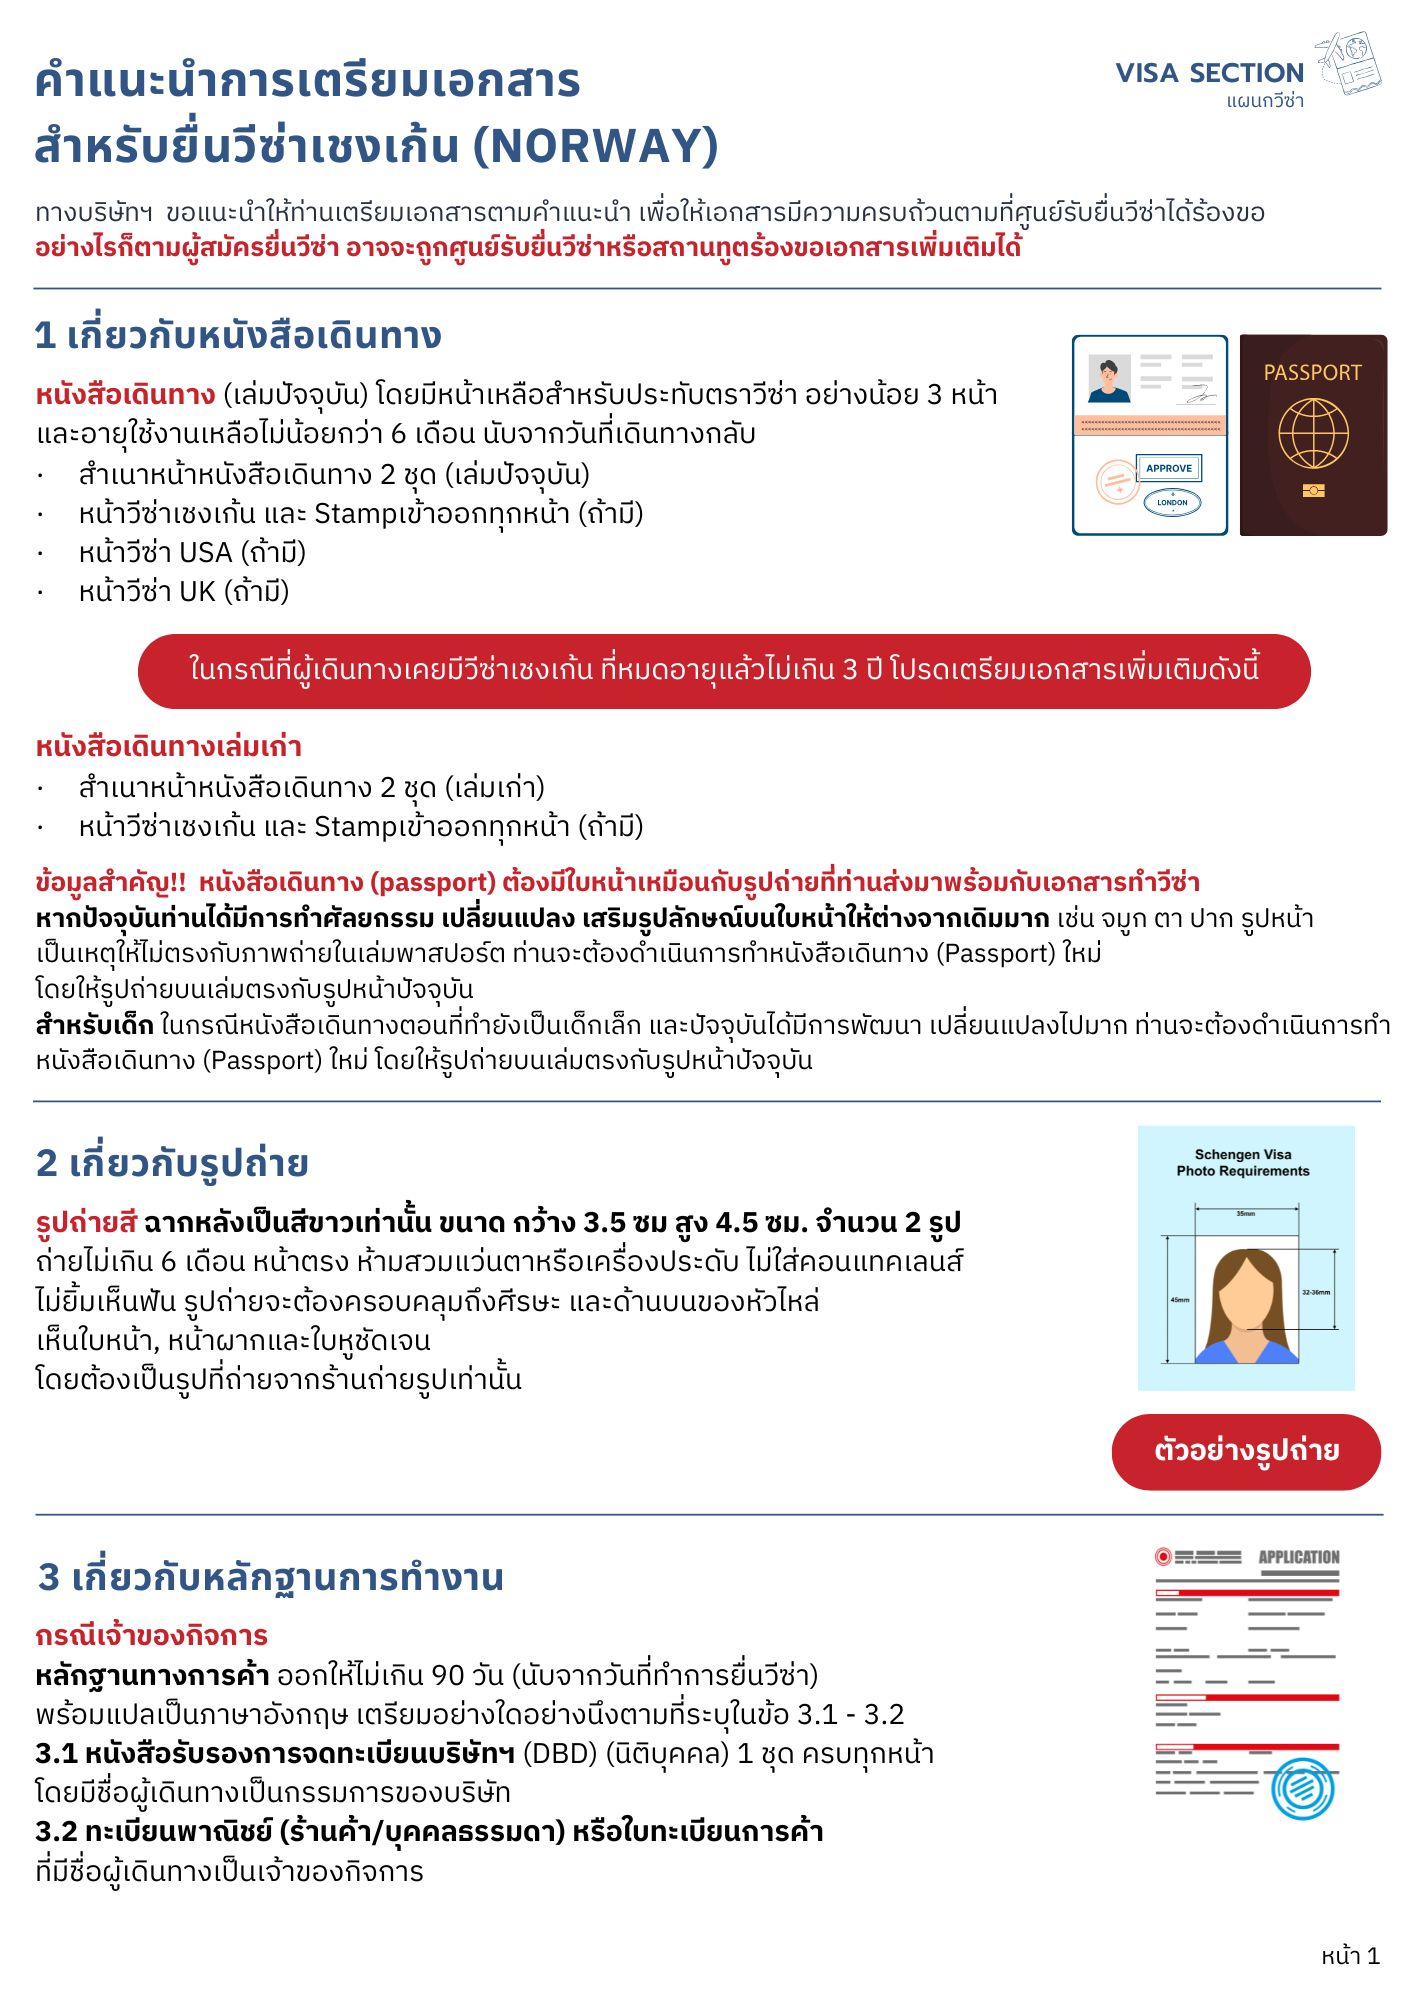 คำแนะนำการเตรียมเอกสาร
สำหรับยื่นวีซ่าเชงเก้น (NORWAY)
VISA SECTION
แผนกวีซ่า
ทางบริษัทฯ ขอแนะนำให้ท่านเตรียมเอกสารตามคำแนะนำ เพื่อให้เอกสารมีความครบถ้วนตามที่ศูนย์รับยื่นวีซ่าได้ร้องขอ
อย่างไรก็ตามผู้สมัครยื่นวีซ่า อาจจะถูกศูนย์รับยื่นวีซ่าหรือสถานทูตร้องขอเอกสารเพิ่มเติมได้
1 เกี่ยวกับหนังสือเดินทาง
หนังสือเดินทาง (เล่มปัจจุบัน) โดยมีหน้าเหลือสำหรับประทับตราวีซ่า อย่างน้อย 3 หน้า
และอายุใช้งานเหลือไม่น้อยกว่า 6 เดือน นับจากวันที่เดินทางกลับ
· สำเนาหน้าหนังสือเดินทาง 2 ชุด (เล่มปัจจุบัน)
· หน้าวีซ่าเชงเก้น และ Stampเข้าออกทุกหน้า (ถ้ามี)
· หน้าวีซ่า USA (ถ้ามี)
· หน้าวีซ่า UK (ถ้ามี)
APPROVE
LONDON
PASSPORT
ในกรณีที่ผู้เดินทางเคยมีวีซ่าเชงเก้น ที่หมดอายุแล้วไม่เกิน 3 ปี โปรดเตรียมเอกสารเพิ่มเติมดังนี้
หนังสือเดินทางเล่มเก่า
· สำเนาหน้าหนังสือเดินทาง 2 ชุด (เล่มเก่า)
· หน้าวีซ่าเชงเก้น และ Stampเข้าออกทุกหน้า (ถ้ามี)
ข้อมูลสำคัญ!! หนังสือเดินทาง (passport) ต้องมีใบหน้าเหมือนกับรูปถ่ายที่ท่านส่งมาพร้อมกับเอกสารทำวีซ่า
หากปัจจุบันท่านได้มีการทำศัลยกรรม เปลี่ยนแปลง เสริมรูปลักษณ์บนใบหน้าให้ต่างจากเดิมมาก เช่น จมูก ตา ปาก รูปหน้า
เป็นเหตุให้ไม่ตรงกับภาพถ่ายในเล่มพาสปอร์ต ท่านจะต้องดำเนินการทำหนังสือเดินทาง (Passport) ใหม่
โดยให้รูปถ่ายบนเล่มตรงกับรูปหน้าปัจจุบัน
สำหรับเด็ก ในกรณีหนังสือเดินทางตอนที่ทำยังเป็นเด็กเล็ก และปัจจุบันได้มีการพัฒนา เปลี่ยนแปลงไปมาก ท่านจะต้องดำเนินการทำ
หนังสือเดินทาง (Passport) ใหม่ โดยให้รูปถ่ายบนเล่มตรงกับรูปหน้าปัจจุบัน
2 เกี่ยวกับรูปถ่าย
รูปถ่ายสี ฉากหลังเป็นสีขาวเท่านั้น ขนาด กว้าง 3.5 ซม สูง 4.5 ซม. จำนวน 2 รูป
ถ่ายไม่เกิน 6 เดือน หน้าตรง ห้ามสวมแว่นตาหรือเครื่องประดับ ไม่ใส่คอนแทคเลนส์
ไม่ยิ้มเห็นฟัน รูปถ่ายจะต้องครอบคลุมถึงศีรษะ และด้านบนของหัวไหล่
เห็นใบหน้า, หน้าผากและใบหูชัดเจน
โดยต้องเป็นรูปที่ถ่ายจากร้านถ่ายรูปเท่านั้น
Schengen Visa
Photo Requirements
35mm
45mm
32-36mm
ตัวอย่างรูปถ่าย
3 เกี่ยวกับหลักฐานการทำงาน
APPLICATION
กรณีเจ้าของกิจการ
หลักฐานทางการค้า ออกให้ไม่เกิน 90 วัน (นับจากวันที่ทำการยื่นวีซ่า)
พร้อมแปลเป็นภาษาอังกฤษ เตรียมอย่างใดอย่างนึงตามที่ระบุในข้อ 3.1 - 3.2
3.1 หนังสือรับรองการจดทะเบียนบริษัทฯ (DBD) (นิติบุคคล) 1 ชุด ครบทุกหน้า
โดยมีชื่อผู้เดินทางเป็นกรรมการของบริษัท
3.2 ทะเบียนพาณิชย์ (ร้านค้า/บุคคลธรรมดา) หรือใบทะเบียนการค้า
ที่มีชื่อผู้เดินทางเป็นเจ้าของกิจการ
หน้า 1